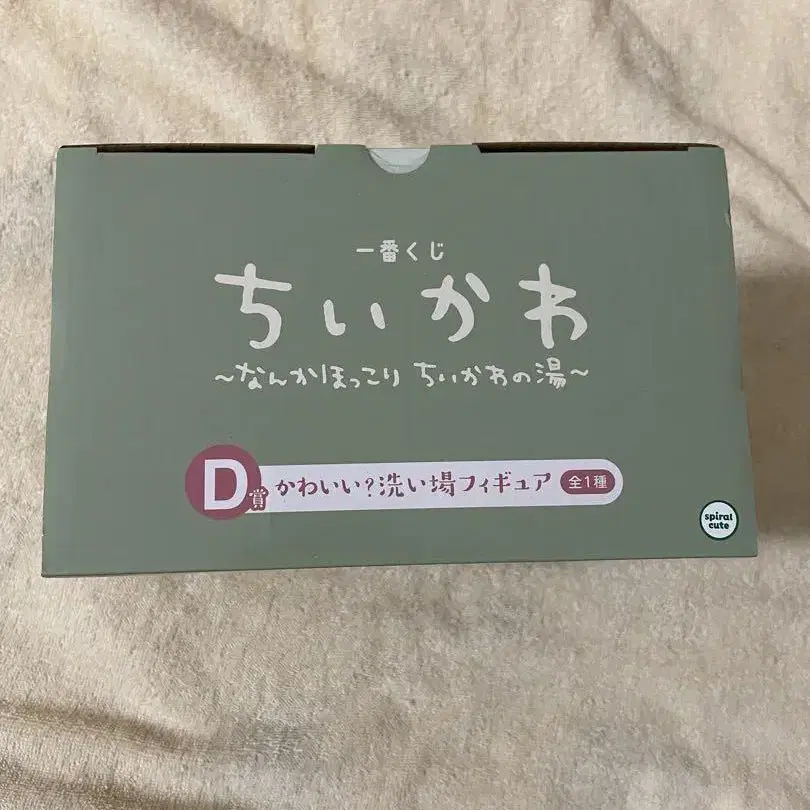 一番くじ
ちいかわ
～なんかほっこり ちいかわの湯～
D賞 かわいい?洗い場フィギュア 全1種
spiral
cute